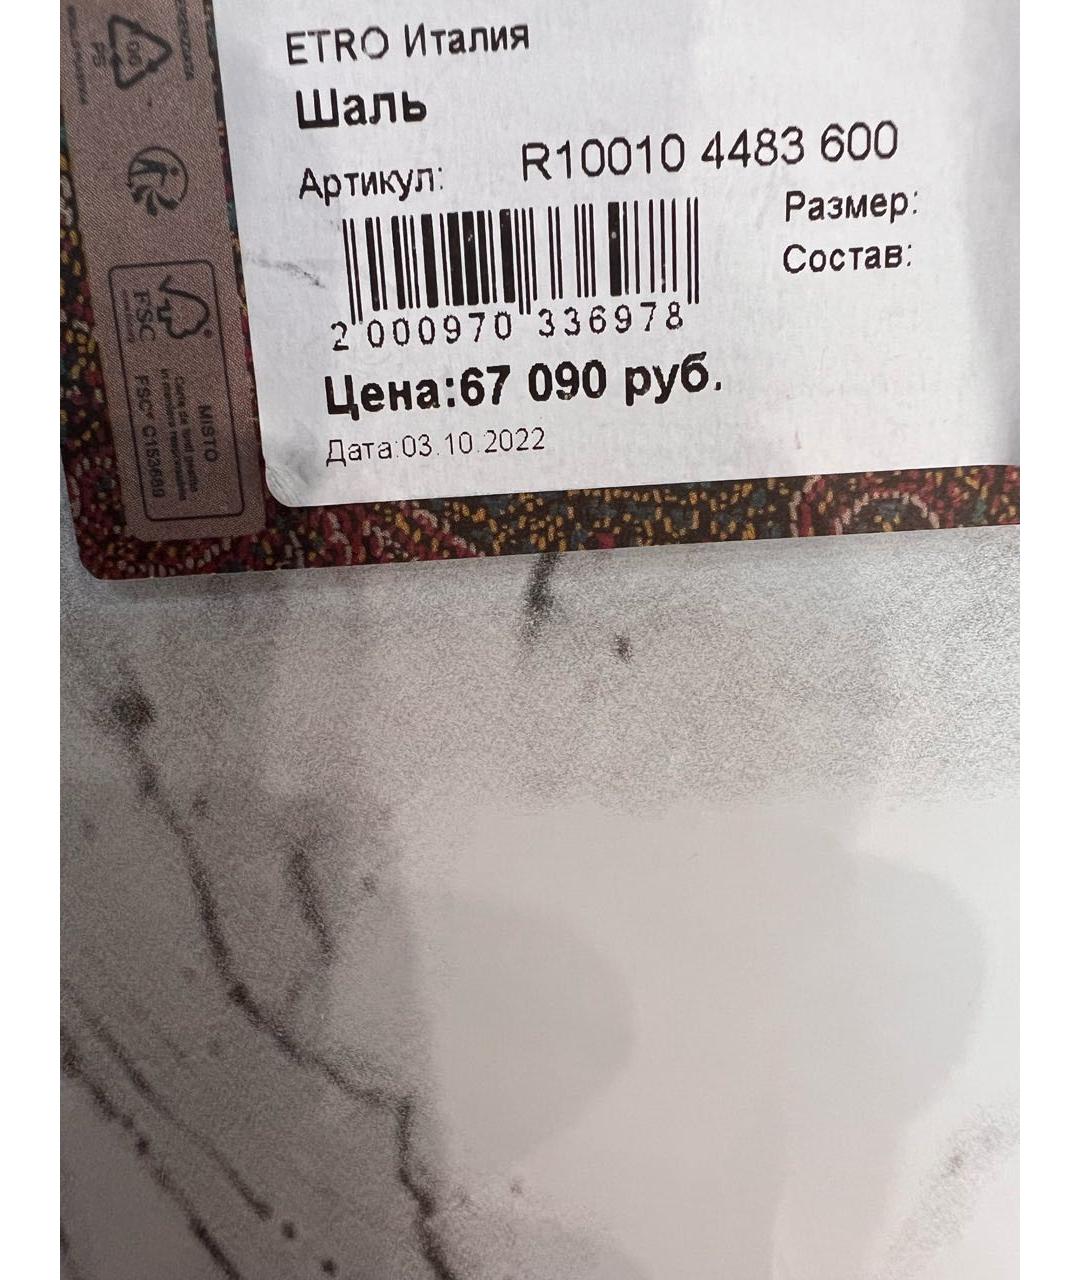 ETRO Италия
Шаль
Артикул: R10010 4483 600
Размер:
Состав:
2 000970 336978
Цена:67 090 руб.
Дата:03.10.2022
FSC
MISTO
FSC® C153689